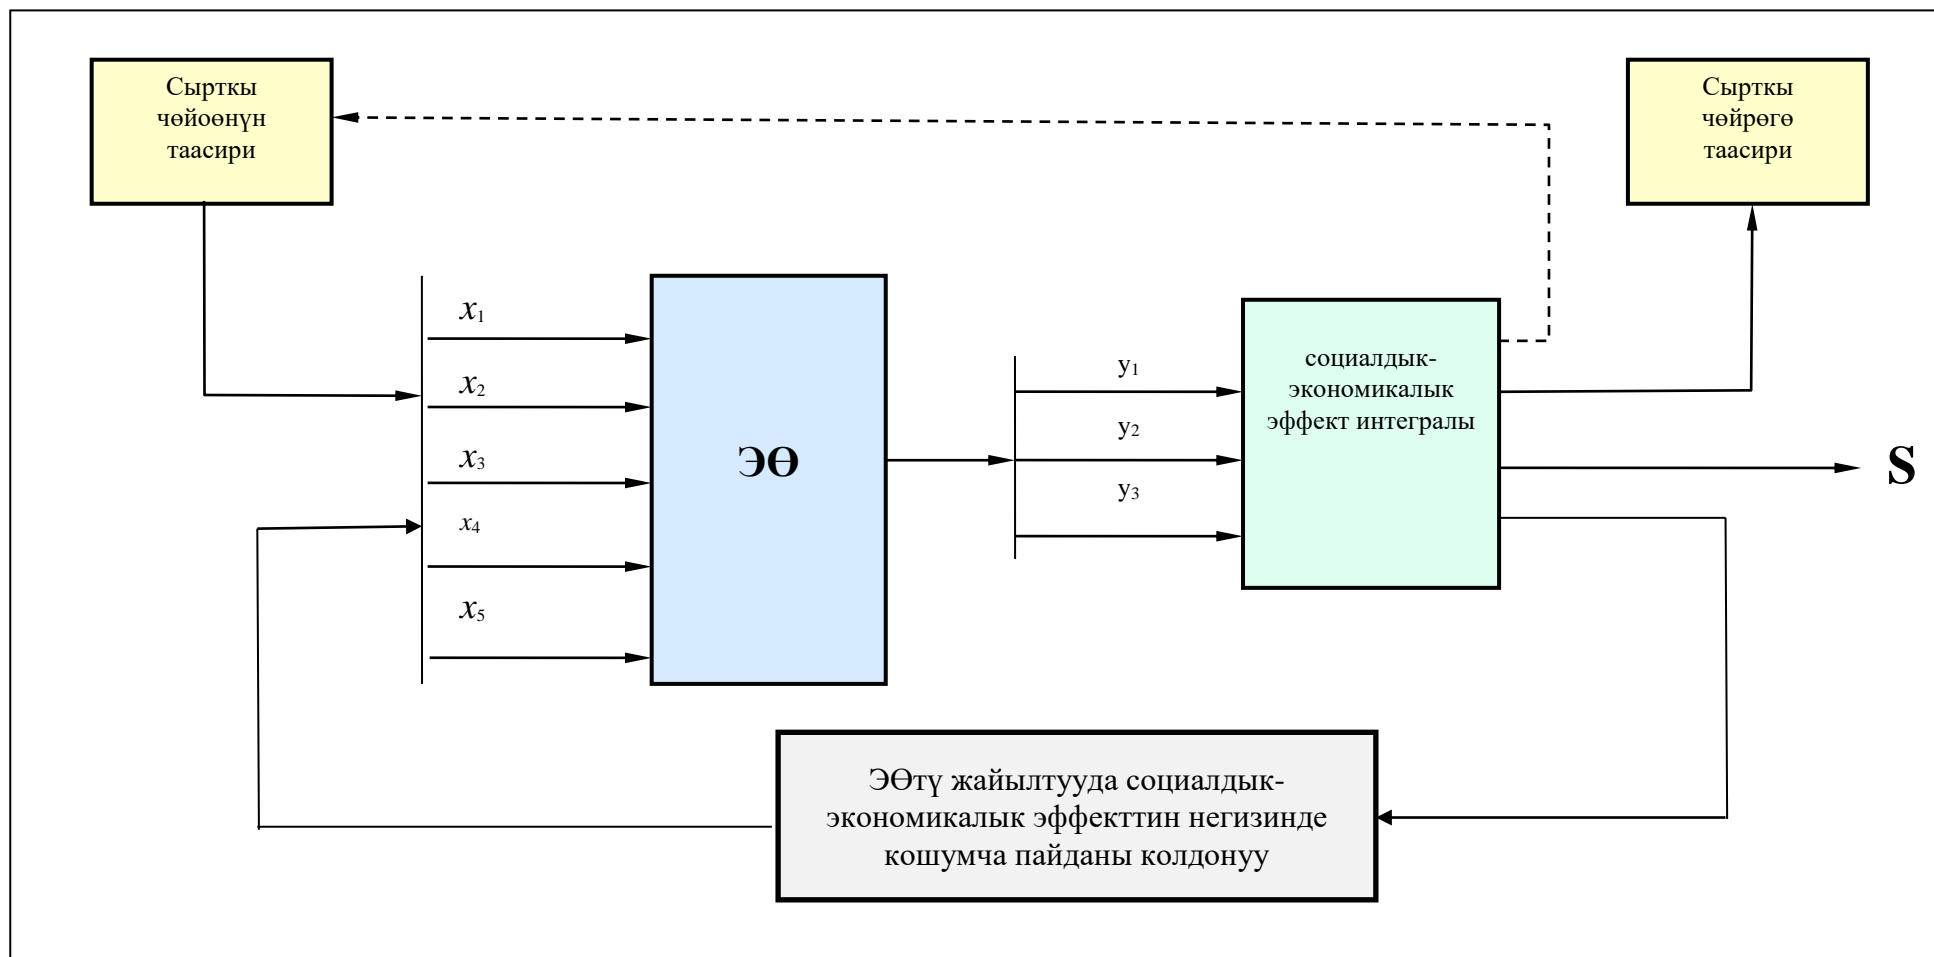 Сырткы
чөйоөнүн
таасири
Сырткы
чөйрөгө
таасири
x₁
x₂
x₃
x₄
x₅
ЭӨ
y₁
y₂
y₃
социалдык-
экономикалык
эффект интегралы
S
ЭӨтү жайылтууда социалдык-
экономикалык эффекттин негизинде
кошумча пайданы колдонуу